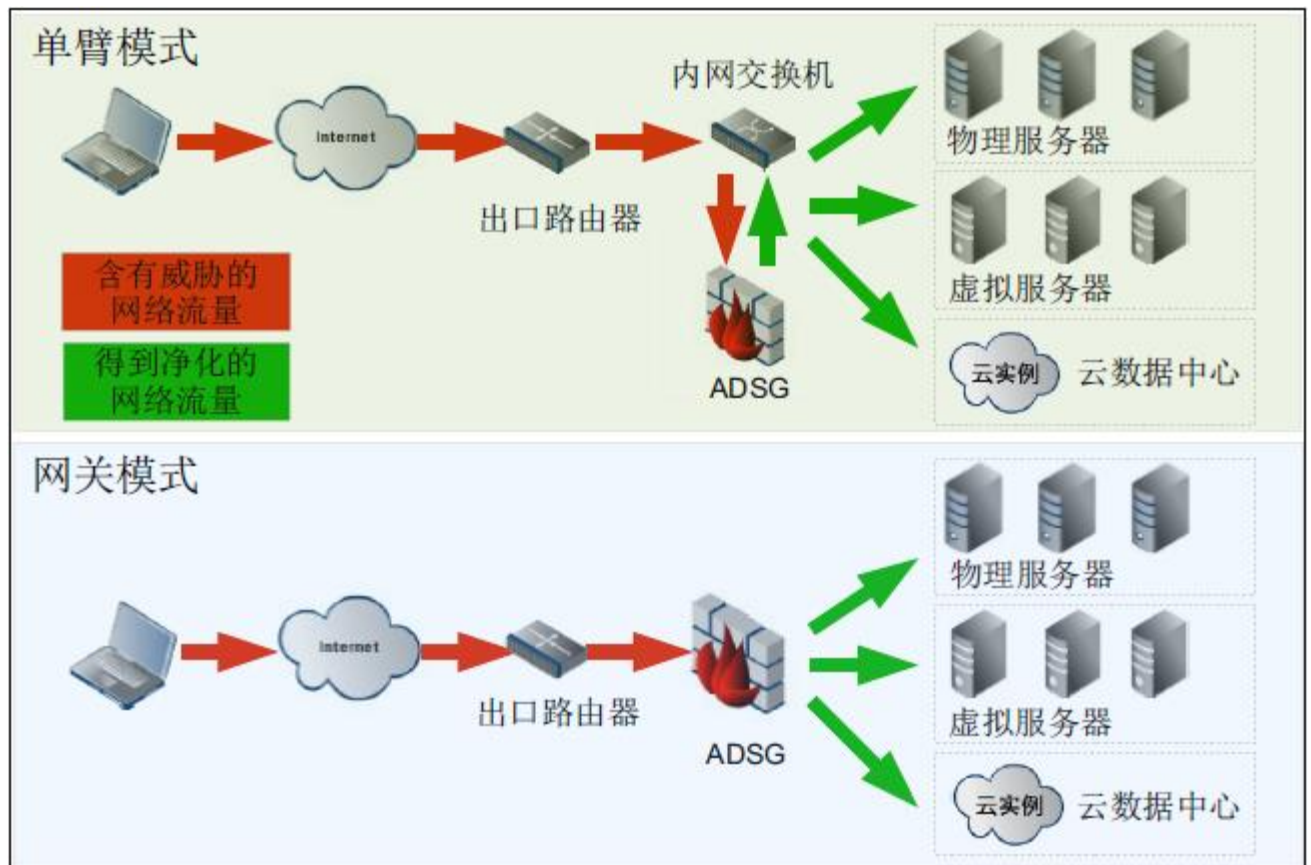 单臂模式
内网交换机
Internet
出口路由器
物理服务器
虚拟服务器
含有威胁的
网络流量
得到净化的
网络流量
ADSG
云实例
云数据中心
网关模式
物理服务器
Internet
出口路由器
ADSG
虚拟服务器
云实例
云数据中心